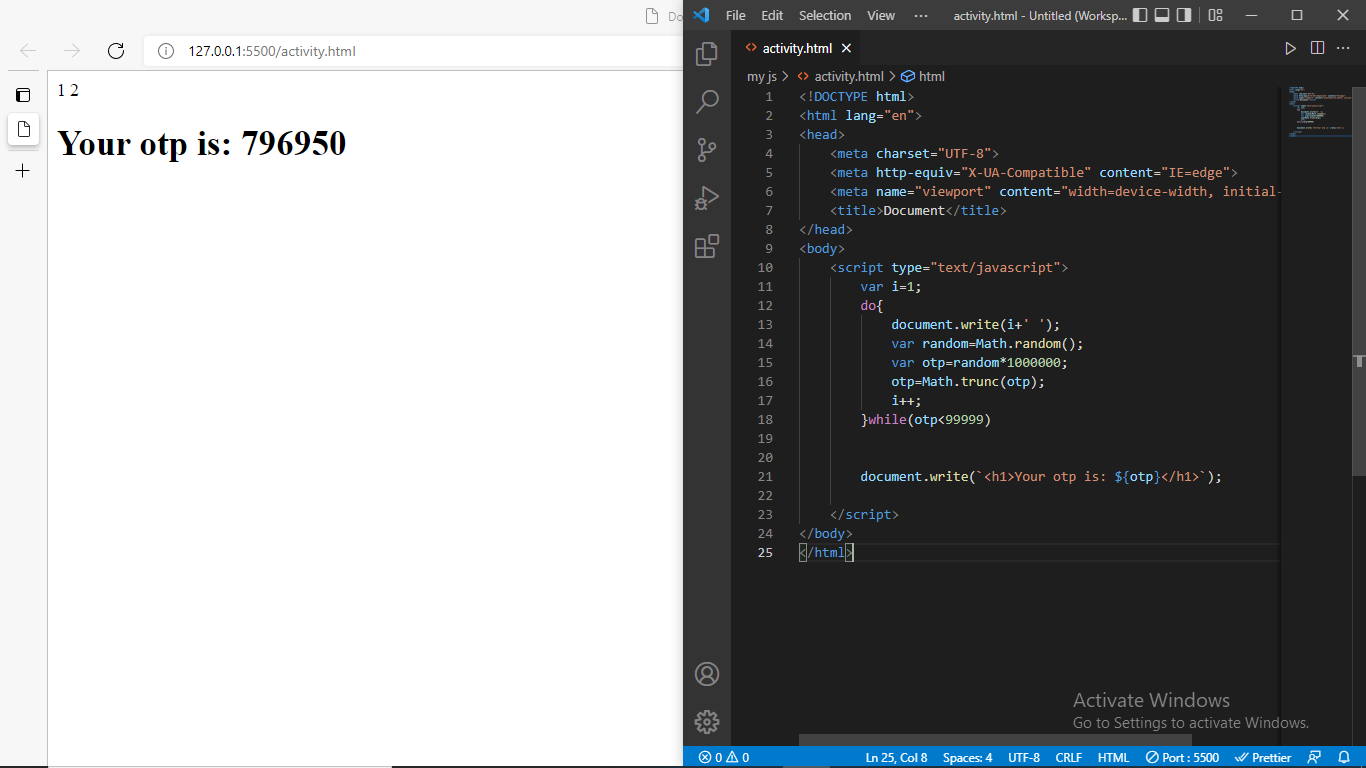 Do
127.0.0.1:5500/activity.html
1 2
Your otp is: 796950
File Edit Selection View ··· activity.html - Untitled (Worksp...
activity.html
my js > activity.html > html
1 <!DOCTYPE html>
2 <html lang="en">
3 <head>
4 <meta charset="UTF-8">
5 <meta http-equiv="X-UA-Compatible" content="IE=edge">
6 <meta name="viewport" content="width=device-width, initial-
7 <title>Document</title>
8 </head>
9 <body>
10 <script type="text/javascript">
11 var i=1;
12 do{
13 document.write(i+' ');
14 var random=Math.random();
15 var otp=random*1000000;
16 otp=Math.trunc(otp);
17 i++;
18 }while(otp<99999)
19
20
21 document.write(`<h1>Your otp is: ${otp}</h1>`);
22
23 </script>
24 </body>
25 </html>
Activate Windows
Go to Settings to activate Windows.
0 0 Ln 25, Col 8 Spaces: 4 UTF-8 CRLF HTML Port : 5500 Prettier